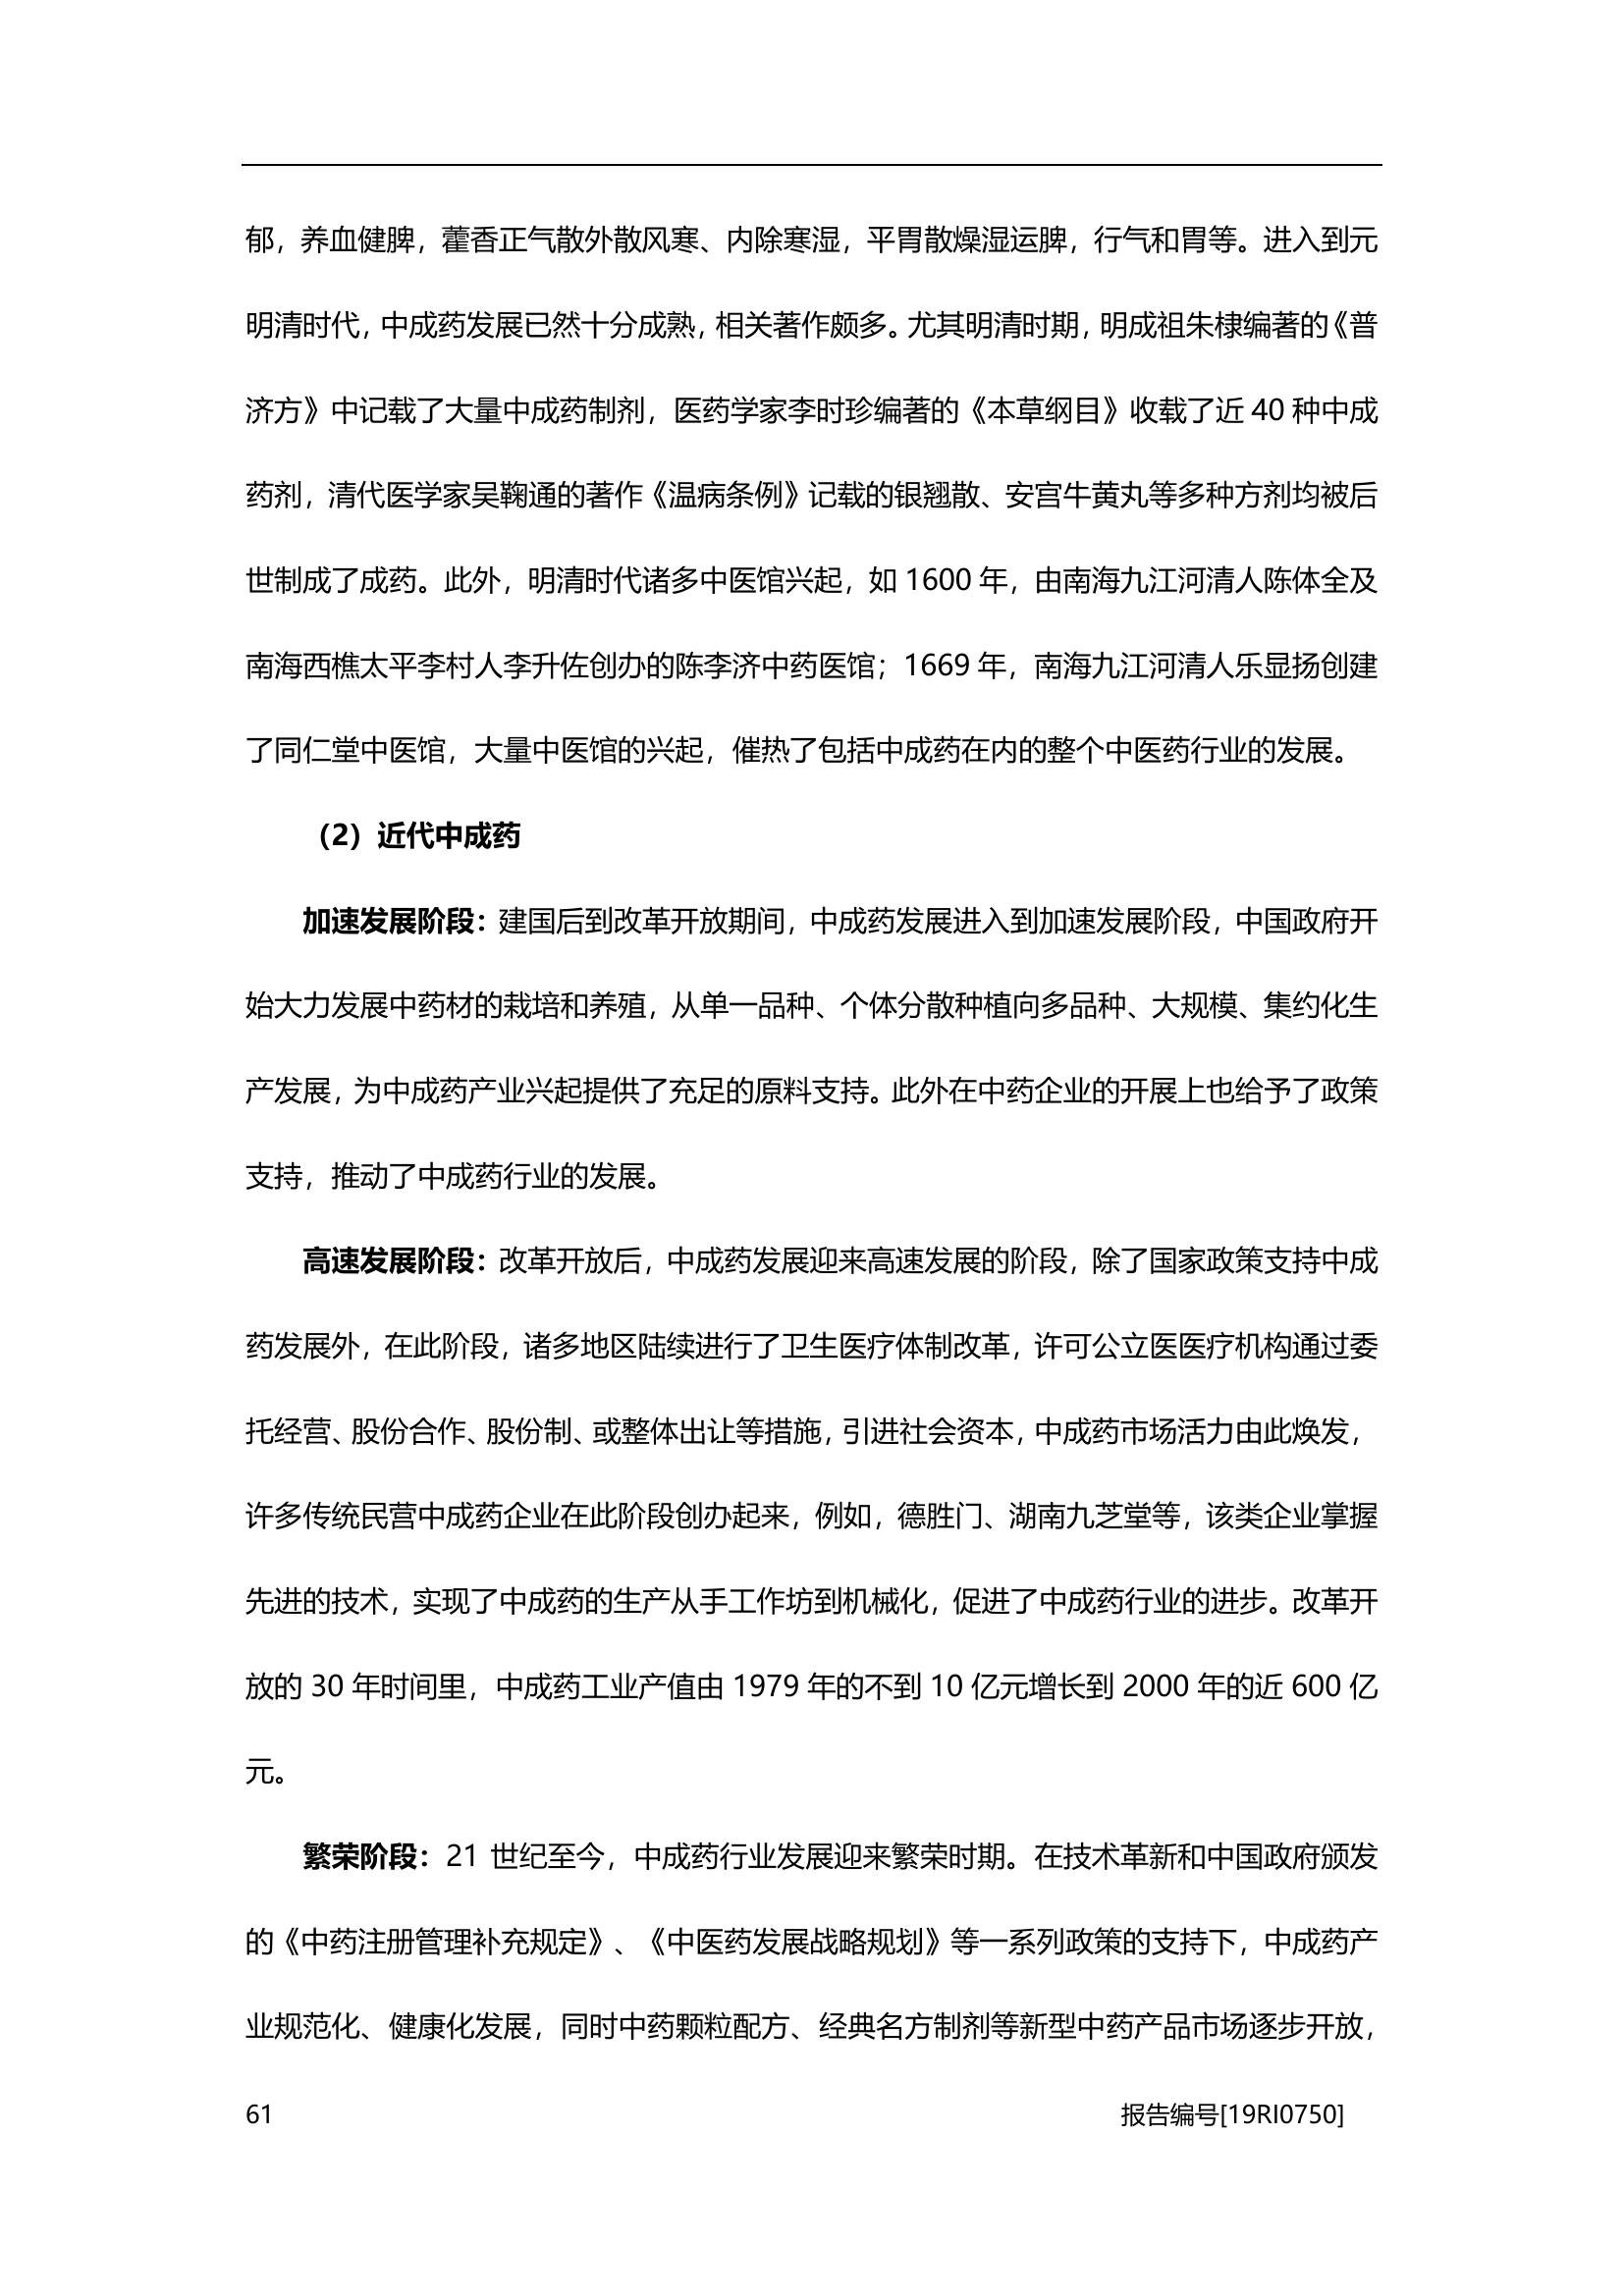 郁，养血健脾，藿香正气散外散风寒、内除寒湿，平胃散燥湿运脾，行气和胃等。进入到元
明清时代，中成药发展已然十分成熟，相关著作颇多。尤其明清时期，明成祖朱棣编著的《普
济方》中记载了大量中成药制剂，医药学家李时珍编著的《本草纲目》收载了近 40 种中成
药剂，清代医学家吴鞠通的著作《温病条例》记载的银翘散、安宫牛黄丸等多种方剂均被后
世制成了成药。此外，明清时代诸多中医馆兴起，如 1600 年，由南海九江河清人陈体全及
南海西樵太平李村人李升佐创办的陈李济中药医馆；1669 年，南海九江河清人乐显扬创建
了同仁堂中医馆，大量中医馆的兴起，催热了包括中成药在内的整个中医药行业的发展。
（2）近代中成药
加速发展阶段：建国后到改革开放期间，中成药发展进入到加速发展阶段，中国政府开
始大力发展中药材的栽培和养殖，从单一品种、个体分散种植向多品种、大规模、集约化生
产发展，为中成药产业兴起提供了充足的原料支持。此外在中药企业的开展上也给予了政策
支持，推动了中成药行业的发展。
高速发展阶段：改革开放后，中成药发展迎来高速发展的阶段，除了国家政策支持中成
药发展外，在此阶段，诸多地区陆续进行了卫生医疗体制改革，许可公立医医疗机构通过委
托经营、股份合作、股份制、或整体出让等措施，引进社会资本，中成药市场活力由此焕发，
许多传统民营中成药企业在此阶段创办起来，例如，德胜门、湖南九芝堂等，该类企业掌握
先进的技术，实现了中成药的生产从手工作坊到机械化，促进了中成药行业的进步。改革开
放的 30 年时间里，中成药工业产值由 1979 年的不到 10 亿元增长到 2000 年的近 600 亿
元。
繁荣阶段：21 世纪至今，中成药行业发展迎来繁荣时期。在技术革新和中国政府颁发
的《中药注册管理补充规定》、《中医药发展战略规划》等一系列政策的支持下，中成药产
业规范化、健康化发展，同时中药颗粒配方、经典名方制剂等新型中药产品市场逐步开放，
61
报告编号[19RI0750]